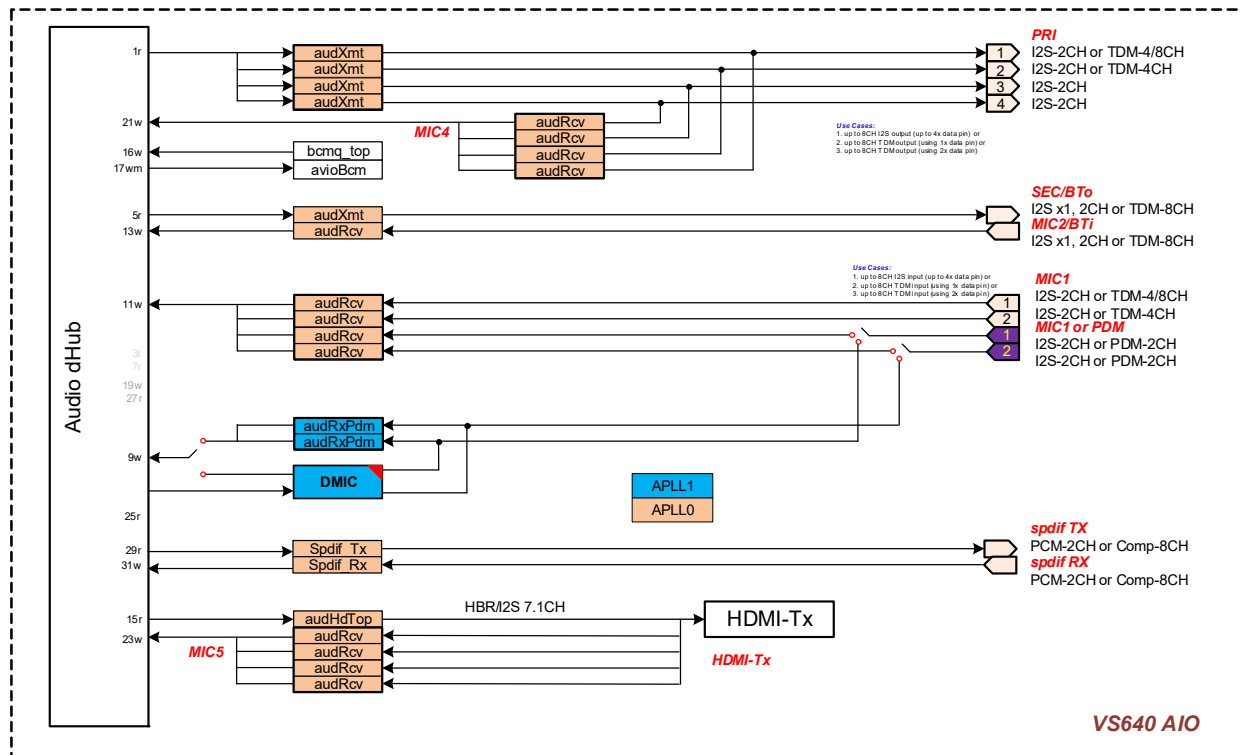 PRI
1r
audXmt
1
I2S-2CH or TDM-4/8CH
audXmt
2
I2S-2CH or TDM-4CH
audXmt
3
I2S-2CH
audXmt
4
I2S-2CH
21w
MIC4
audRcv
audRcv
audRcv
audRcv
Use Cases:
1. up to 8CH I2S output (up to 4x data pin) or
2. up to 8CH TDM output (using 1x data pin) or
3. up to 8CH TDM output (using 2x data pin)
16w
bcmq_top
17wm
avioBcm
SEC/BTo
5r
audXmt
I2S x1, 2CH or TDM-8CH
13w
audRcv
MIC2/BTi
I2S x1, 2CH or TDM-8CH
Use Cases:
1. up to 8CH I2S input (up to 4x data pin) or
2. up to 8CH TDM input (using 1x data pin) or
3. up to 8CH TDM input (using 2x data pin)
MIC1
11w
audRcv
1
I2S-2CH or TDM-4/8CH
audRcv
2
I2S-2CH or TDM-4CH
MIC1 or PDM
audRcv
1
I2S-2CH or PDM-2CH
audRcv
2
I2S-2CH or PDM-2CH
3r
7r
19w
27r
Audio dHub
audRxPdm
audRxPdm
9w
DMIC
APLL1
APLL0
25r
spdif TX
29r
Spdif_Tx
PCM-2CH or Comp-8CH
31w
Spdif_Rx
spdif RX
PCM-2CH or Comp-8CH
HBR/I2S 7.1CH
15r
audHdTop
HDMI-Tx
23w
MIC5
audRcv
audRcv
audRcv
audRcv
HDMI-Tx
VS640 AIO